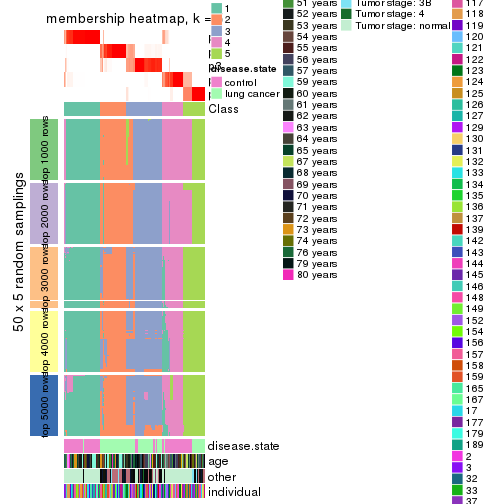 membership heatmap, k =
1
2
3
4
5
disease.state
control
lung cancer
Class
50 x 5 random samplings
top 1000 rows
top 2000 rows
top 3000 rows
top 4000 rows
top 5000 rows
disease.state
age
other
individual
51 years
52 years
53 years
54 years
55 years
56 years
57 years
59 years
60 years
61 years
62 years
63 years
64 years
65 years
67 years
68 years
69 years
70 years
71 years
72 years
73 years
74 years
76 years
79 years
80 years
Tumor stage: 3B
Tumor stage: 4
Tumor stage: normal
117
118
119
120
121
122
123
124
125
126
127
129
130
131
132
133
134
135
136
137
139
142
143
144
145
146
148
149
152
154
156
157
158
159
165
167
17
177
179
189
2
3
32
33
37